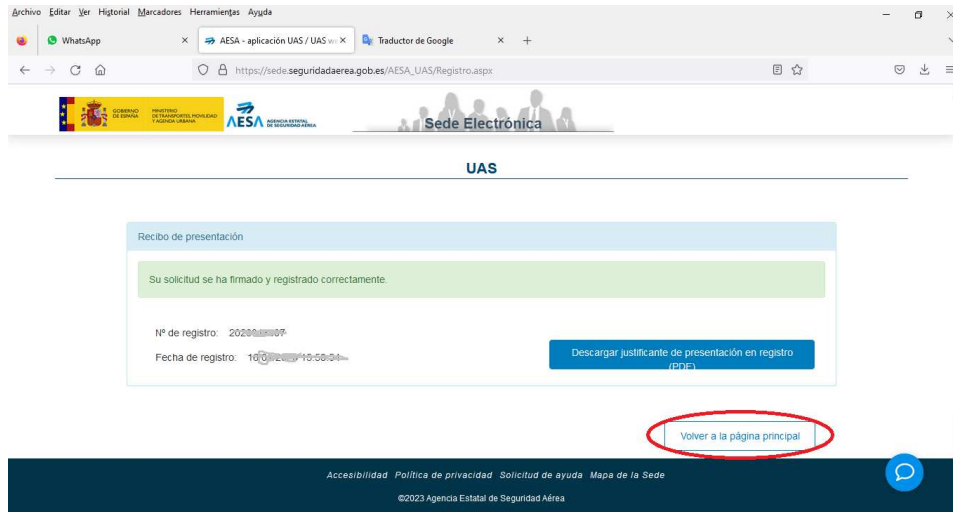 Archivo Editar Ver Historial Marcadores Herramientas Ayuda
WhatsApp
AESA - aplicación UAS / UAS
Traductor de Google
https://sede.seguridadaerea.gob.es/AESA_UAS/Registro.aspx
GOBIERNO DE ESPAÑA
MINISTERIO DE TRANSPORTES, MOVILIDAD Y AGENDA URBANA
AESA AGENCIA ESTATAL DE SEGURIDAD AÉREA
Sede Electrónica
UAS
Recibo de presentación
Su solicitud se ha firmado y registrado correctamente.
Nº de registro:
Fecha de registro:
Descargar justificante de presentación en registro
(PDF)
Volver a la página principal
Accesibilidad Política de privacidad Solicitud de ayuda Mapa de la Sede
©2023 Agencia Estatal de Seguridad Aérea